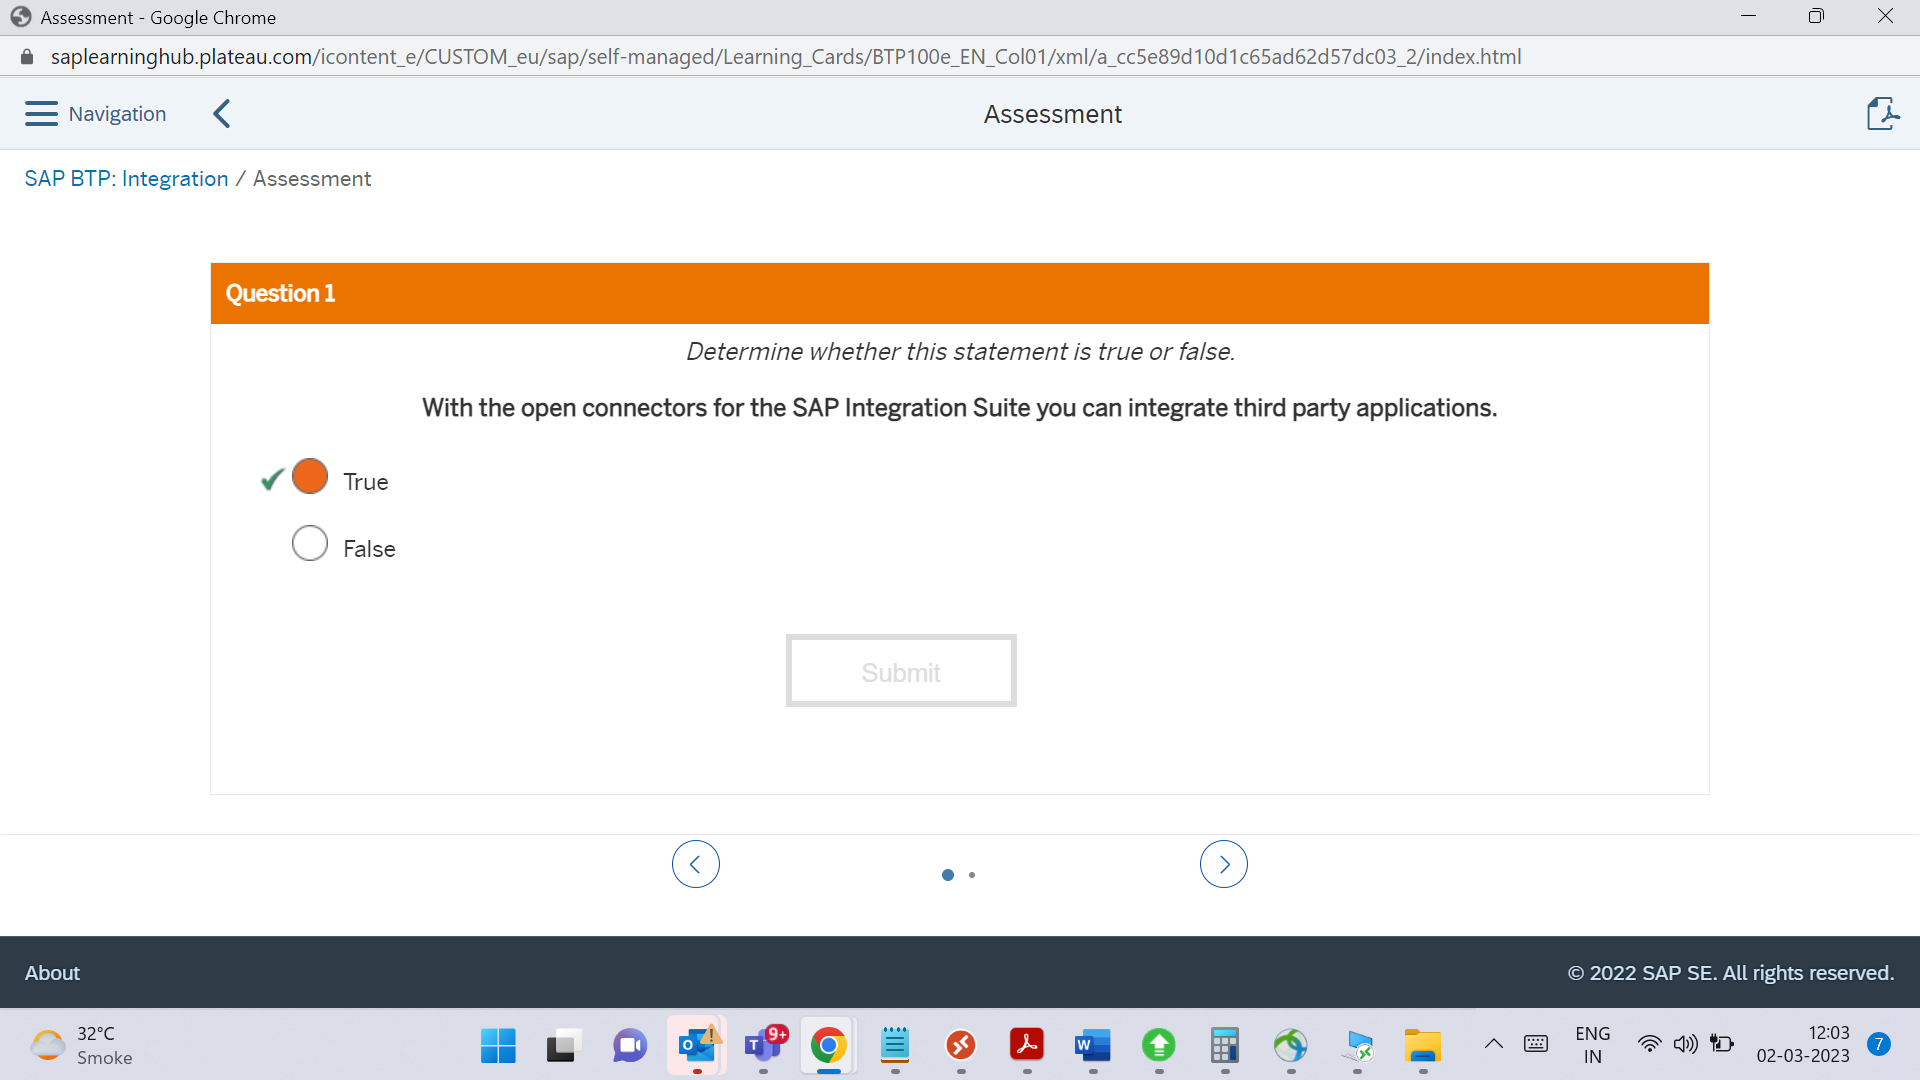 Assessment - Google Chrome
saplearninghub.plateau.com/icontent_e/CUSTOM_eu/sap/self-managed/Learning_Cards/BTP100e_EN_Col01/xml/a_cc5e89d10d1c65ad62d57dc03_2/index.html
Navigation
Assessment
SAP BTP: Integration / Assessment
Question 1
Determine whether this statement is true or false.
With the open connectors for the SAP Integration Suite you can integrate third party applications.
True
False
Submit
About
© 2022 SAP SE. All rights reserved.
32°C
Smoke
9+
ENG
IN
12:03
02-03-2023
7